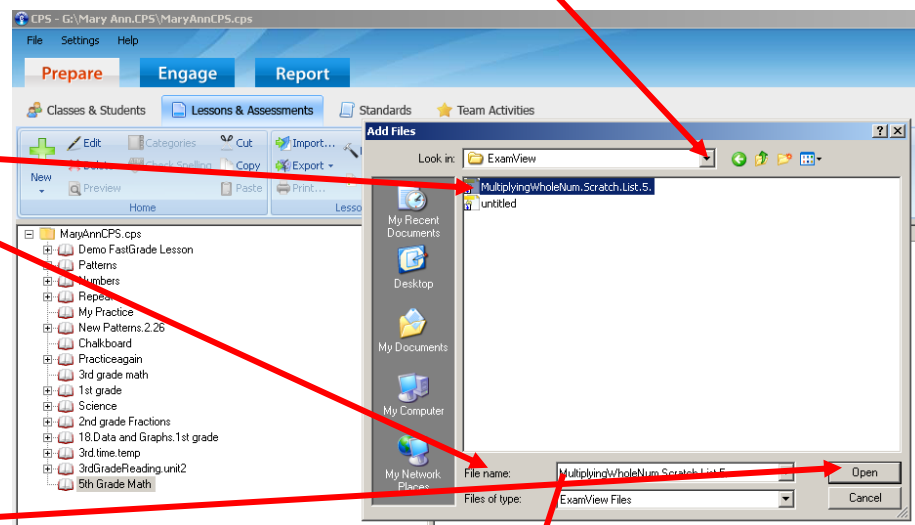 CPS - G:\Mary Ann.CPS\MaryAnnCPS.cps
File Settings Help
Prepare Engage Report
Classes & Students Lessons & Assessments Standards Team Activities
Add Files
Edit Categories Cut Import...
Look in: ExamView
Check Spelling Copy Export
New
Preview Paste Print...
Home
MultiplyingWholeNum.Scratch.List.5.
untitled
My Recent Documents
Desktop
My Documents
My Computer
My Network Places
MaryAnnCPS.cps
Demo FastGrade Lesson
Patterns
Numbers
My Practice
New Patterns.2.26
Chalkboard
Practiceagain
3rd grade math
1st grade
Science
2nd grade Fractions
18.Data and Graphs.1st grade
3rd.time.temp
3rdGradeReading.unit2
5th Grade Math
File name: MultiplyingWholeNum.Scratch.List.5. Open
Files of type: ExamView Files Cancel